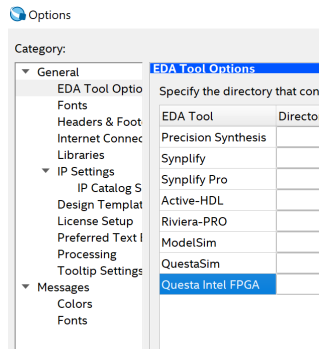 Options
Category:
General
EDA Tool Optio
Fonts
Headers & Foot
Internet Connec
Libraries
IP Settings
IP Catalog S
Design Templat
License Setup
Preferred Text E
Processing
Tooltip Settings
Messages
Colors
Fonts
EDA Tool Options
Specify the directory that con
EDA Tool
Directo
Precision Synthesis
Synplify
Synplify Pro
Active-HDL
Riviera-PRO
ModelSim
QuestaSim
Questa Intel FPGA